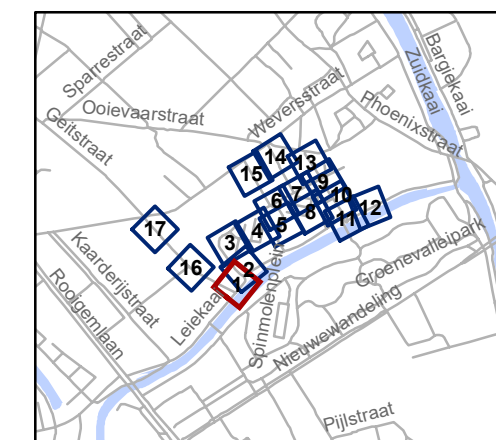 Sparrestraat
Bargiekaai
Zuidkaai
Ooievaarstraat
Weversstraat
Phoenixstraat
Geitstraat
14
13
15
9
7
10
6
8
12
11
5
17
4
3
16
2
1
Kaarderijstraat
Leiekaai
Spinmolenplein
Groenevalleipark
Rooigemlaan
Nieuwewandeling
Pijlstraat